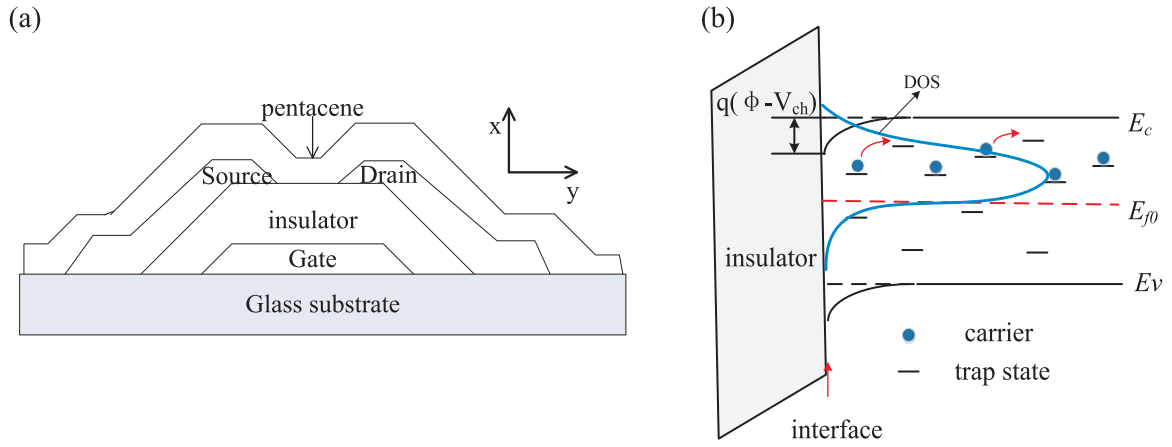 (a)
pentacene
x
y
Source
Drain
insulator
Gate
Glass substrate
(b)
q(Φ-V_ch)
DOS
E_c
E_f0
insulator
Ev
carrier
trap state
interface